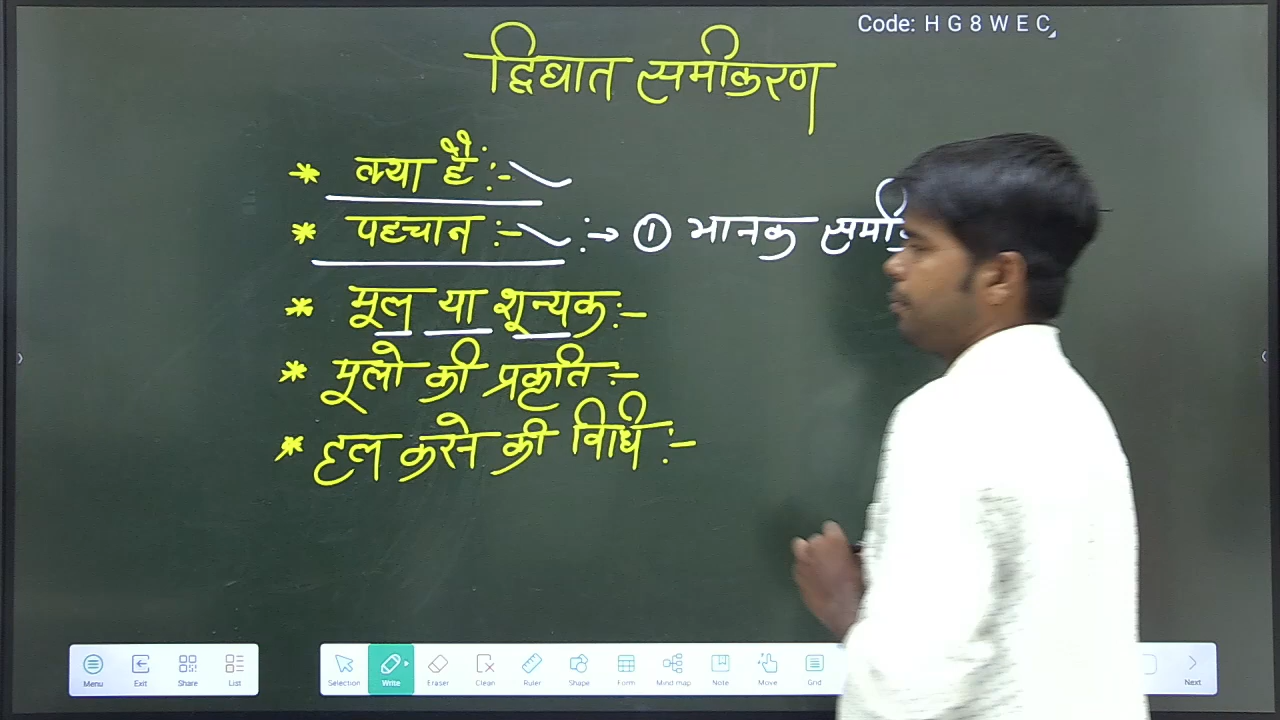 Code: H G 8 W E C
द्विघात समीकरण
* क्या है :-
* पहचान :- :→ ① मानक
* मूल या शून्यक:-
* मूलो की प्रकृति :-
* हल करने की विधि :-
Menu Exit Share List Selection Write Eraser Clean Ruler Shape Form Mind map Note Move Grid Next